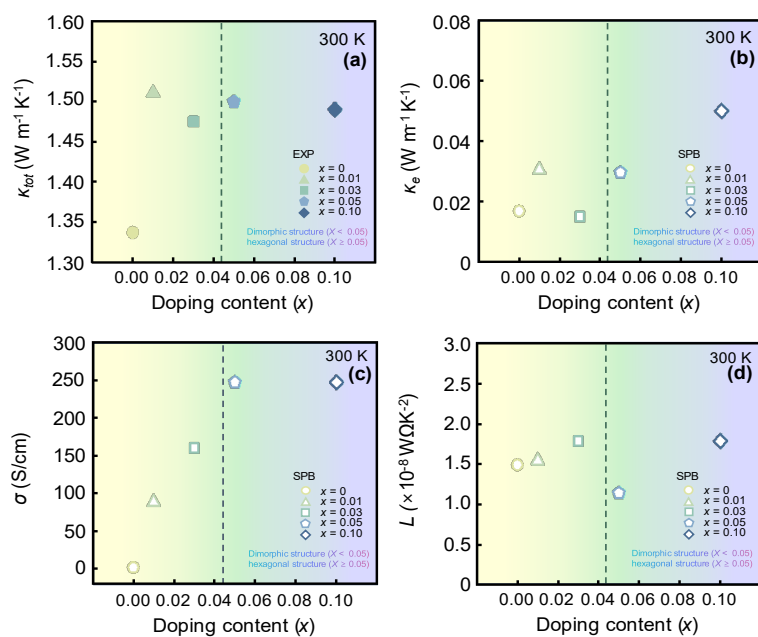 1.60
1.55
1.50
1.45
1.40
1.35
1.30
κtot (W m-1 K-1)
300 K
(a)
EXP
x = 0
x = 0.01
x = 0.03
x = 0.05
x = 0.10
Dimorphic structure (X < 0.05)
hexagonal structure (X ≥ 0.05)
0.00 0.02 0.04 0.06 0.08 0.10
Doping content (x)
0.08
0.06
0.04
0.02
0
κe (W m-1 K-1)
300 K
(b)
SPB
x = 0
x = 0.01
x = 0.03
x = 0.05
x = 0.10
Dimorphic structure (X < 0.05)
hexagonal structure (X ≥ 0.05)
0.00 0.02 0.04 0.06 0.08 0.10
Doping content (x)
300
250
200
150
100
50
0
σ (S/cm)
300 K
(c)
SPB
x = 0
x = 0.01
x = 0.03
x = 0.05
x = 0.10
Dimorphic structure (X < 0.05)
hexagonal structure (X ≥ 0.05)
0.00 0.02 0.04 0.06 0.08 0.10
Doping content (x)
3.0
2.5
2.0
1.5
1.0
0.5
0
L (×10-8 WΩK-2)
300 K
(d)
SPB
x = 0
x = 0.01
x = 0.03
x = 0.05
x = 0.10
Dimorphic structure (X < 0.05)
hexagonal structure (X ≥ 0.05)
0.00 0.02 0.04 0.06 0.08 0.10
Doping content (x)